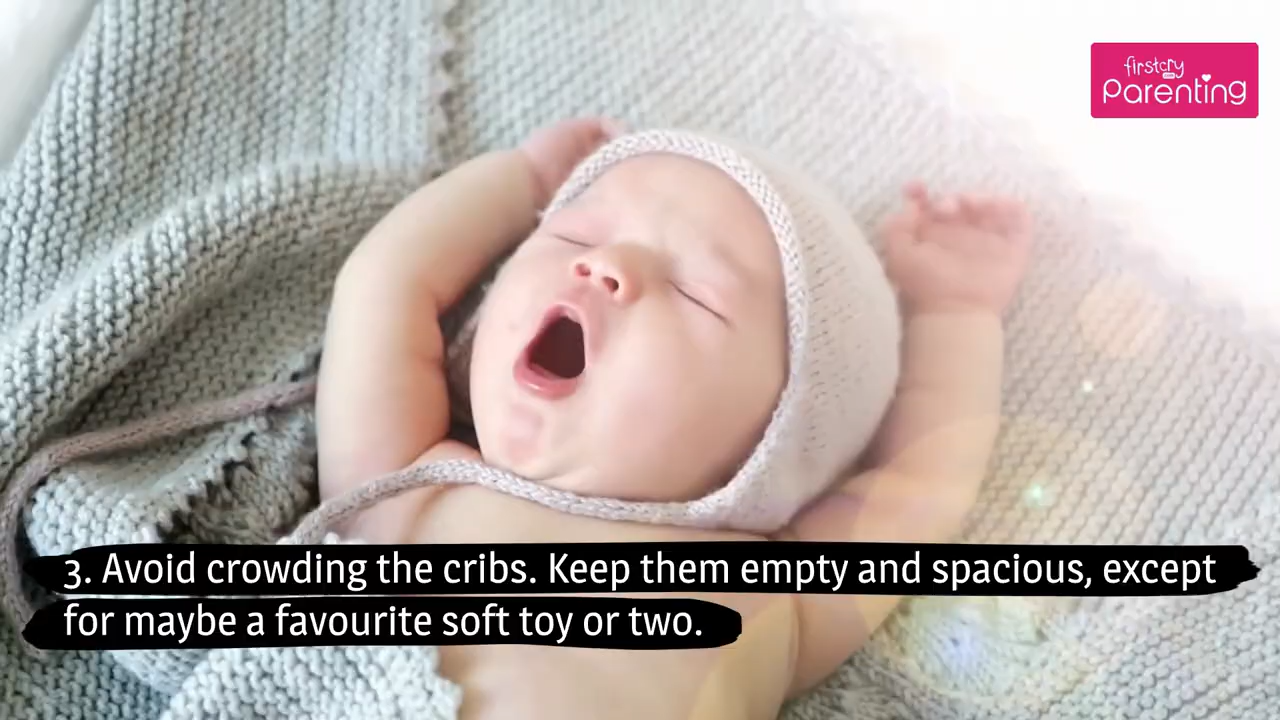 firstcry
.com
Parenting
3. Avoid crowding the cribs. Keep them empty and spacious, except
for maybe a favourite soft toy or two.